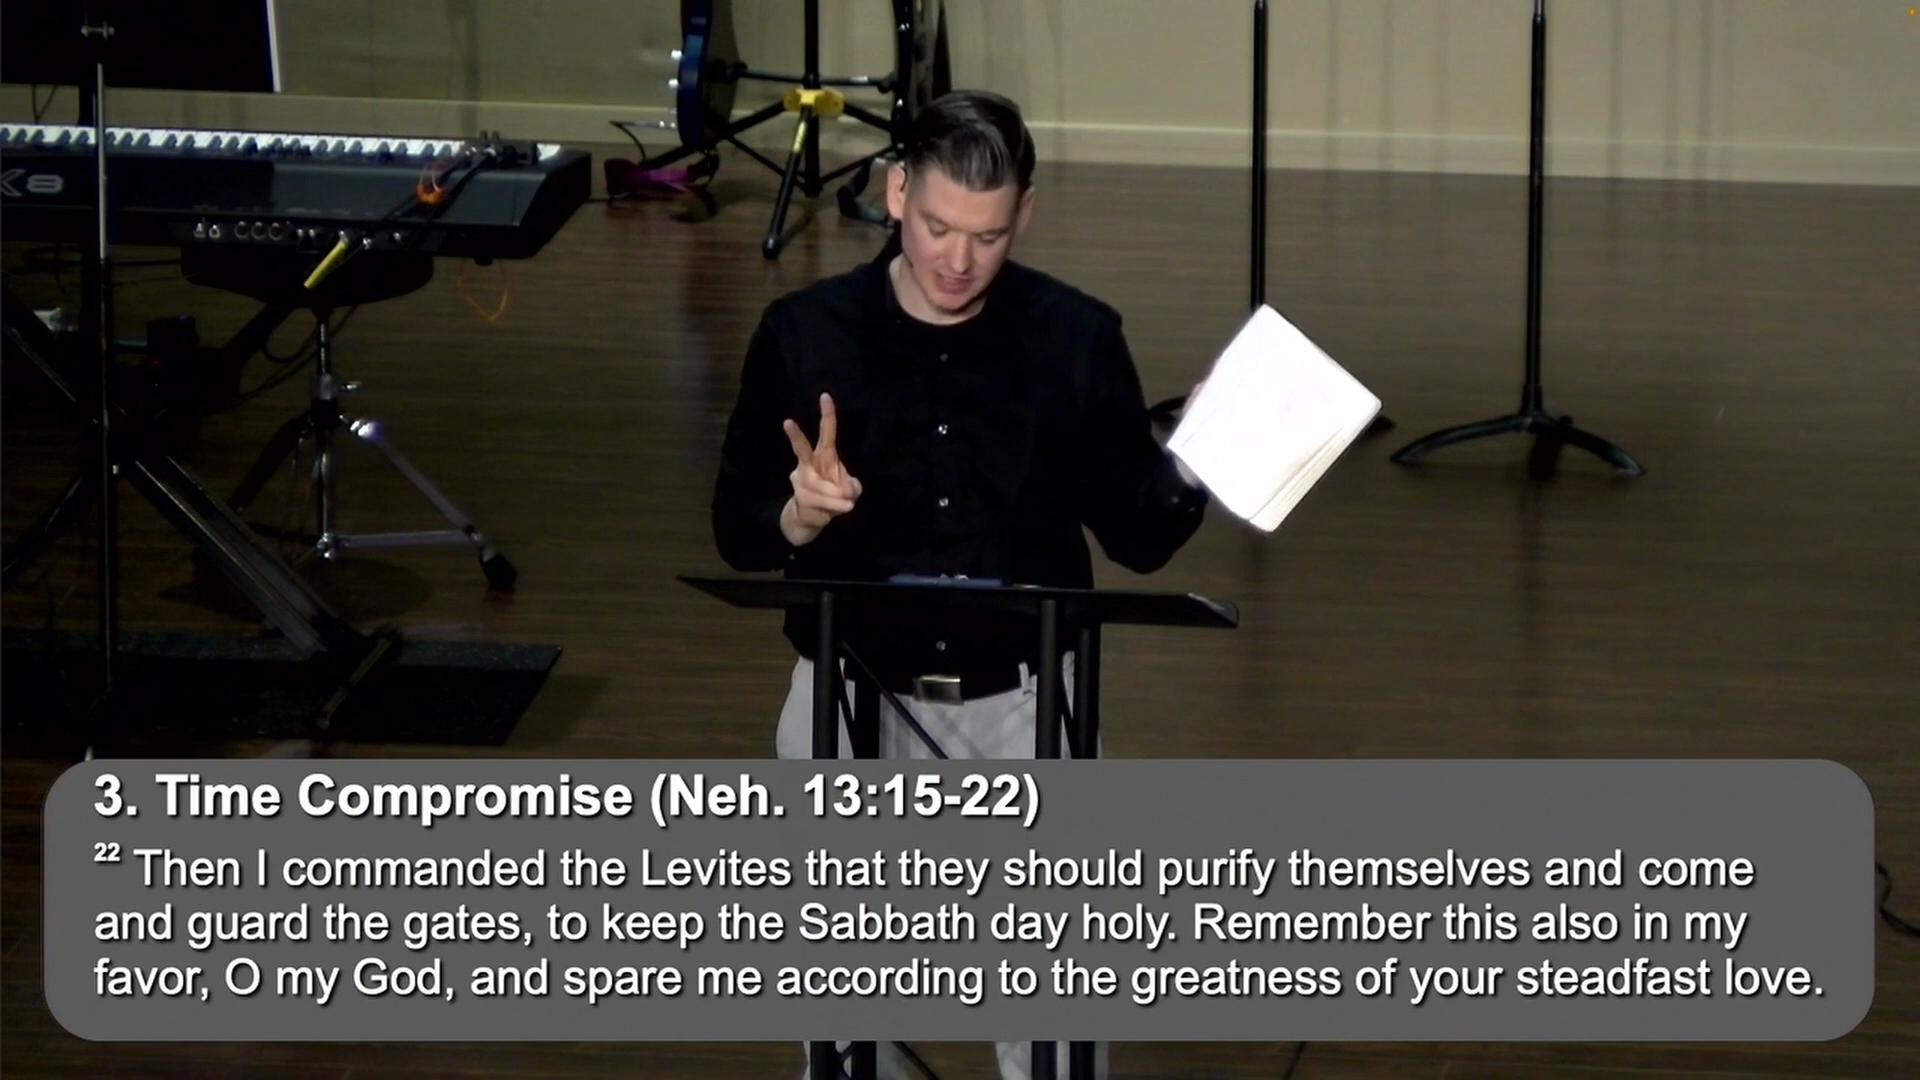 X8
3. Time Compromise (Neh. 13:15-22)
22 Then I commanded the Levites that they should purify themselves and come
and guard the gates, to keep the Sabbath day holy. Remember this also in my
favor, O my God, and spare me according to the greatness of your steadfast love.